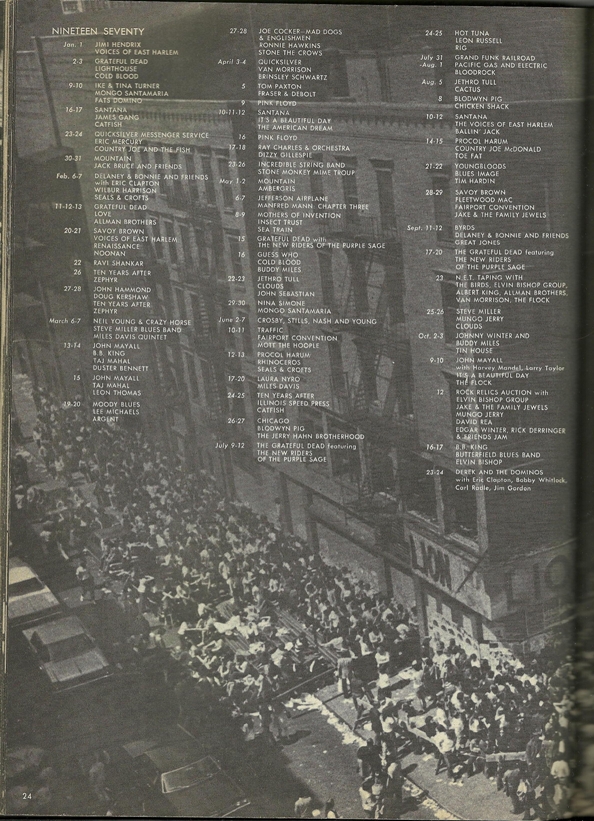 NINETEEN SEVENTY
Jan. 1 JIMI HENDRIX
VOICES OF EAST HARLEM
2-3 GRATEFUL DEAD
LIGHTHOUSE
COLD BLOOD
9-10 IKE & TINA TURNER
MONGO SANTAMARIA
FATS DOMINO
16-17 SANTANA
JAMES GANG
CATFISH
23-24 QUICKSILVER MESSENGER SERVICE
ERIC MERCURY
COUNTRY JOE AND THE FISH
30-31 MOUNTAIN
JACK BRUCE AND FRIENDS
Feb. 6-7 DELANEY & BONNIE AND FRIENDS
with ERIC CLAPTON
WILBUR HARRISON
SEALS & CROFTS
11-12-13 GRATEFUL DEAD
LOVE
ALLMAN BROTHERS
20-21 SAVOY BROWN
VOICES OF EAST HARLEM
RENAISSANCE
NOONAN
22 RAVI SHANKAR
26 TEN YEARS AFTER
ZEPHYR
27-28 JOHN HAMMOND
DOUG KERSHAW
TEN YEARS AFTER
ZEPHYR
March 6-7 NEIL YOUNG & CRAZY HORSE
STEVE MILLER BLUES BAND
MILES DAVIS QUINTET
13-14 JOHN MAYALL
B.B. KING
TAJ MAHAL
DUSTER BENNETT
15 JOHN MAYALL
TAJ MAHAL
LEON THOMAS
19-20 MOODY BLUES
LEE MICHAELS
ARGENT
27-28 JOE COCKER—MAD DOGS
& ENGLISHMEN
RONNIE HAWKINS
STONE THE CROWS
April 3-4 QUICKSILVER
VAN MORRISON
BRINSLEY SCHWARTZ
5 TOM PAXTON
FRASER & DEBOLT
9 PINK FLOYD
10-11-12 SANTANA
IT'S A BEAUTIFUL DAY
THE AMERICAN DREAM
16 PINK FLOYD
17-18 RAY CHARLES & ORCHESTRA
DIZZY GILLESPIE
23-26 INCREDIBLE STRING BAND
STONE MONKEY MIME TROUP
May 1-2 MOUNTAIN
AMBERGRIS
6-7 JEFFERSON AIRPLANE
MANFRED MANN: CHAPTER THREE
8-9 MOTHERS OF INVENTION
INSECT TRUST
SEA TRAIN
15 GRATEFUL DEAD with
THE NEW RIDERS OF THE PURPLE SAGE
16 GUESS WHO
COLD BLOOD
BUDDY MILES
22-23 JETHRO TULL
CLOUDS
JOHN SEBASTIAN
29-30 NINA SIMONE
MONGO SANTAMARIA
June 2-7 CROSBY, STILLS, NASH AND YOUNG
10-11 TRAFFIC
FAIRPORT CONVENTION
MOTT THE HOOPLE
12-13 PROCOL HARUM
RHINOCEROS
SEALS & CROFTS
17-20 LAURA NYRO
MILES DAVIS
24-25 TEN YEARS AFTER
ILLINOIS SPEED PRESS
CATFISH
26-27 CHICAGO
BLODWYN PIG
THE JERRY HAHN BROTHERHOOD
July 9-12 THE GRATEFUL DEAD featuring
THE NEW RIDERS
OF THE PURPLE SAGE
24-25 HOT TUNA
LEON RUSSELL
RIG
July 31 GRAND FUNK RAILROAD
-Aug. 1 PACIFIC GAS AND ELECTRIC
BLOODROCK
Aug. 5 JETHRO TULL
CACTUS
8 BLODWYN PIG
CHICKEN SHACK
10-12 SANTANA
THE VOICES OF EAST HARLEM
BALLIN' JACK
14-15 PROCOL HARUM
COUNTRY JOE McDONALD
TOE FAT
21-22 YOUNGBLOODS
BLUES IMAGE
TIM HARDIN
28-29 SAVOY BROWN
FLEETWOOD MAC
FAIRPORT CONVENTION
JAKE & THE FAMILY JEWELS
Sept. 11-12 BYRDS
DELANEY & BONNIE AND FRIENDS
GREAT JONES
17-20 THE GRATEFUL DEAD featuring
THE NEW RIDERS
OF THE PURPLE SAGE
23 N.E.T. TAPING with
THE BIRDS, ELVIN BISHOP GROUP,
ALBERT KING, ALLMAN BROTHERS,
VAN MORRISON, THE FLOCK
25-26 STEVE MILLER
MUNGO JERRY
CLOUDS
Oct. 2-3 JOHNNY WINTER AND
BUDDY MILES
TIN HOUSE
9-10 JOHN MAYALL
with Harvey Mandel, Larry Taylor
IT'S A BEAUTIFUL DAY
THE FLOCK
12 ROCK RELICS AUCTION with
ELVIN BISHOP GROUP
JAKE & THE FAMILY JEWELS
MUNGO JERRY
DAVID REA
EDGAR WINTER, RICK DERRINGER
& FRIENDS JAM
16-17 B.B. KING
BUTTERFIELD BLUES BAND
ELVIN BISHOP
23-24 DEREK AND THE DOMINOS
with Eric Clapton, Bobby Whitlock,
Carl Radle, Jim Gordon
LION
LIO
24